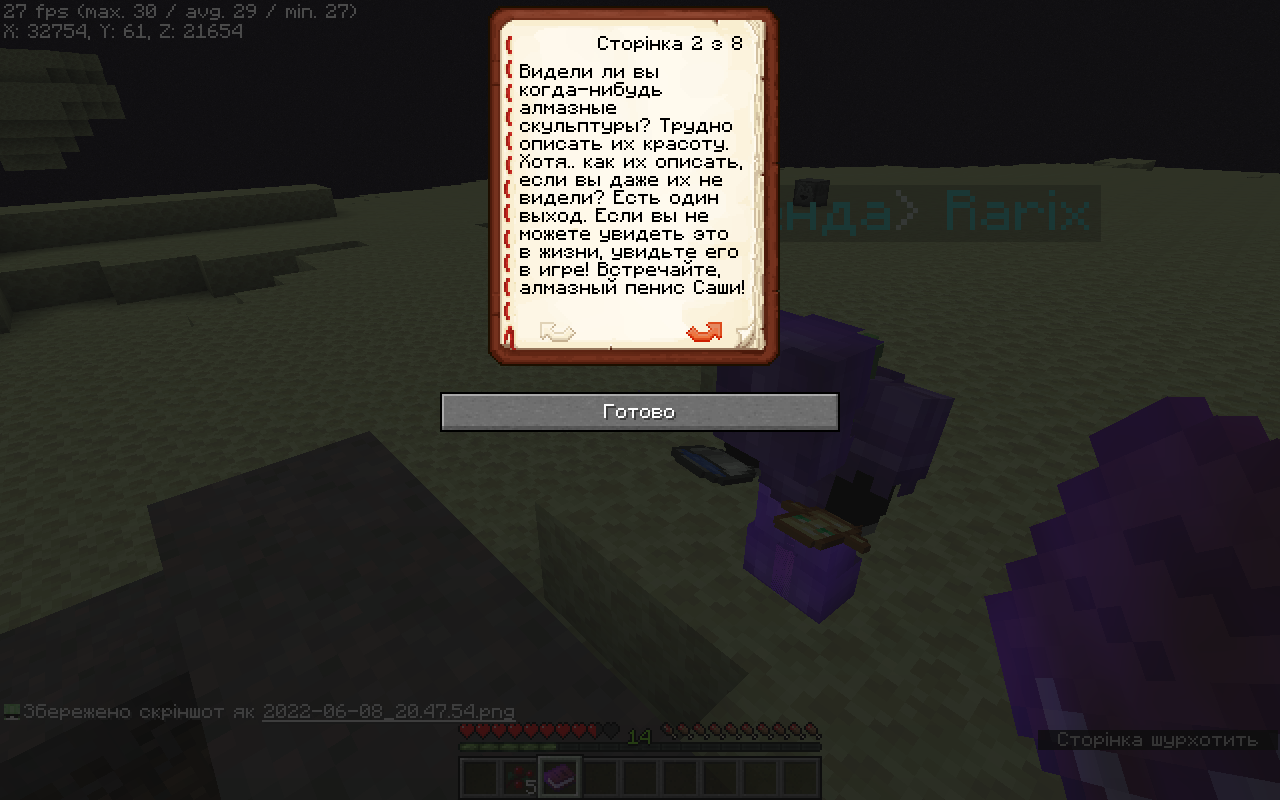 27 fps (max. 30 / avg. 29 / min. 27)
X: 32754, Y: 61, Z: 21654
Сторінка 2 з 8
Видели ли вы
когда-нибудь
алмазные
скульптуры? Трудно
описать их красоту.
Хотя.. как их описать,
если вы даже их не
видели? Есть один
выход. Если вы не
можете увидеть это
в жизни, увидьте его
в игре! Встречайте,
алмазный пенис Саши!
нда> Rarix
Готово
Збережено скріншот як 2022-06-08_20.47.54.png
14
Сторінка шурхотить
5